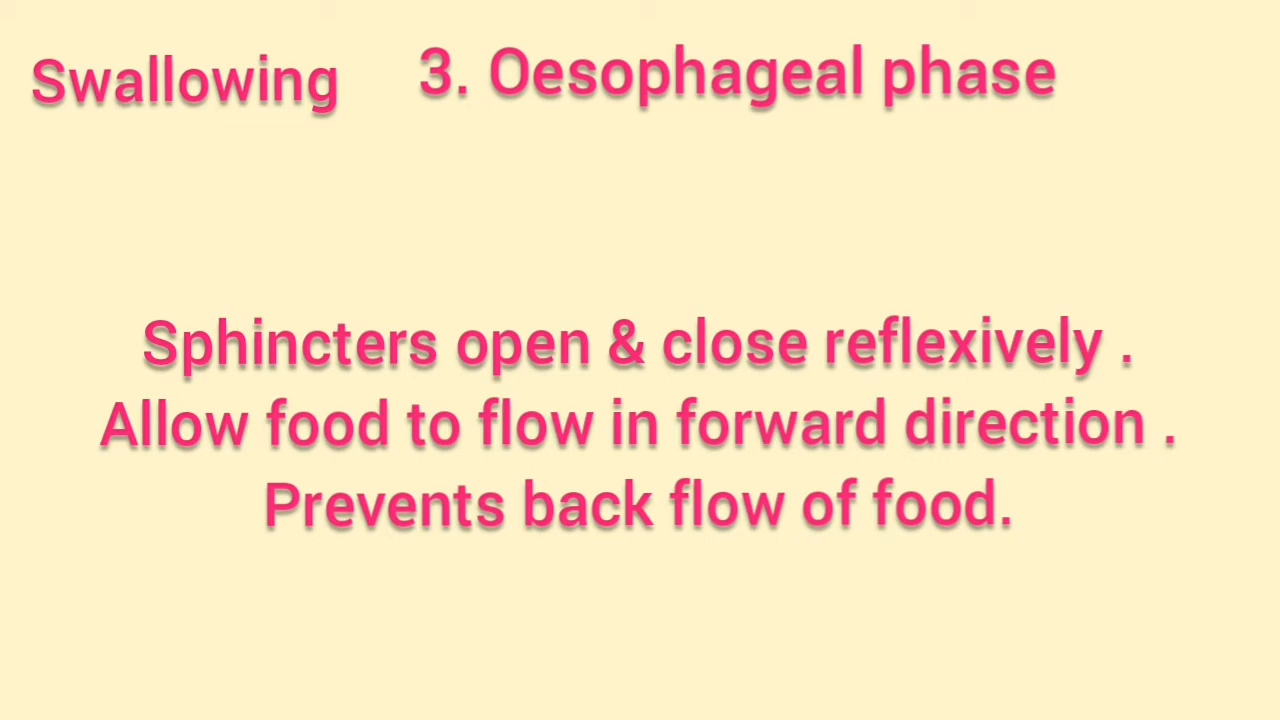 Swallowing 3. Oesophageal phase
Sphincters open & close reflexively .
Allow food to flow in forward direction .
Prevents back flow of food.